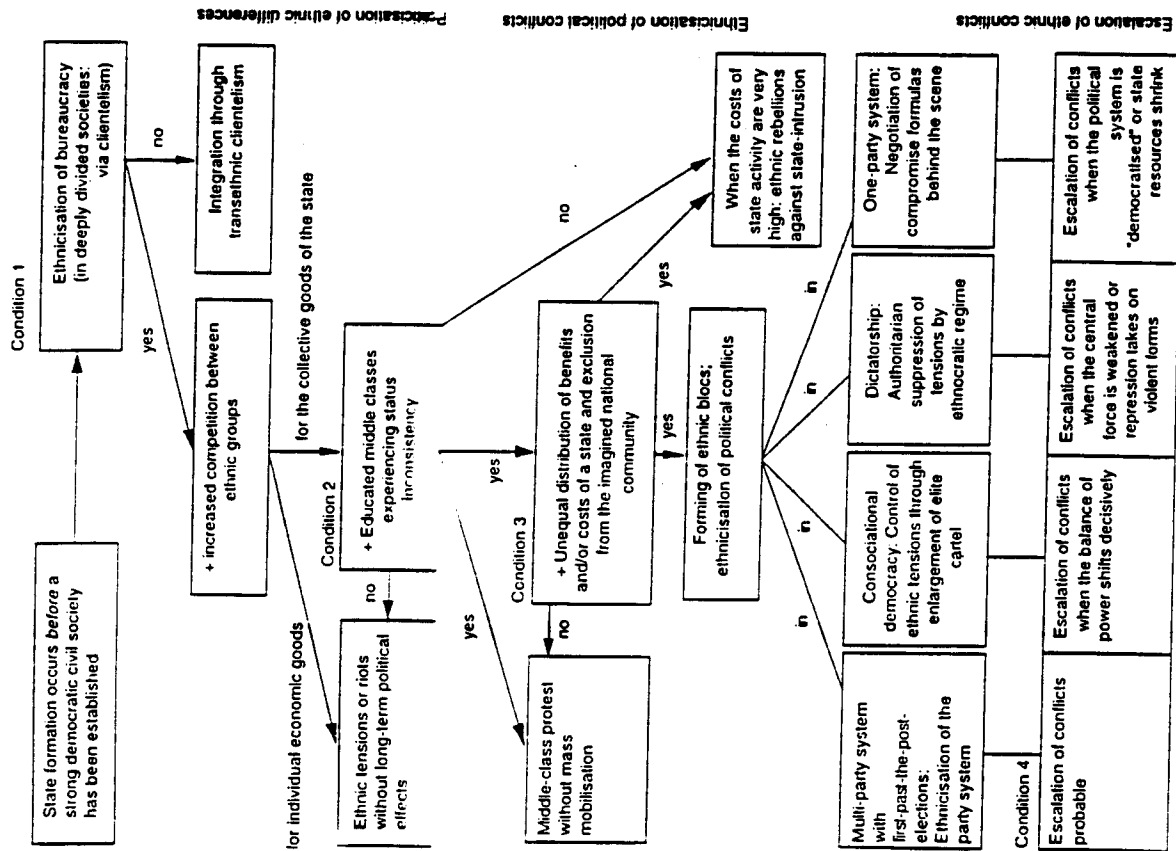 State formation occurs before a
strong democratic civil society
has been established
Condition 1
Ethnicisation of bureaucracy
(in deeply divided societies:
via clientelism)
yes
no
+ increased competition between
ethnic groups
Integration through
transethnic clientelism
for individual economic goods
for the collective goods of the state
Condition 2
Ethnic tensions or riots
without long-term political
effects
no
+ Educated middle classes
experiencing status
Inconsistency
no
yes
yes
Condition 3
Middle-class protest
without mass
mobilisation
no
+ Unequal distribution of benefits
and/or costs of a state and exclusion
from the imagined national
community
yes
yes
When the costs of
state activity are very
high: ethnic rebellions
against state-intrusion
Forming of ethnic blocs;
ethnicisation of political conflicts
in
in
in
in
Multi-party system
with
first-past-the-post-
elections:
Ethnicisation of the
party system
Consociational
democracy: Control of
ethnic tensions through
enlargement of elite
cartel
Dictatorship:
Authoritarian
suppression of
tensions by
ethnocratic regime
One-party system:
Negotiation of
compromise formulas
behind the scene
Condition 4
Escalation of conflicts
probable
Escalation of conflicts
when the balance of
power shifts decisively
Escalation of conflicts
when the central
force is weakened or
repression takes on
violent forms
Escalation of conflicts
when the political
system is
"democratised" or state
resources shrink
Politicisation of ethnic differences
Ethnicisation of political conflicts
Escalation of ethnic conflicts